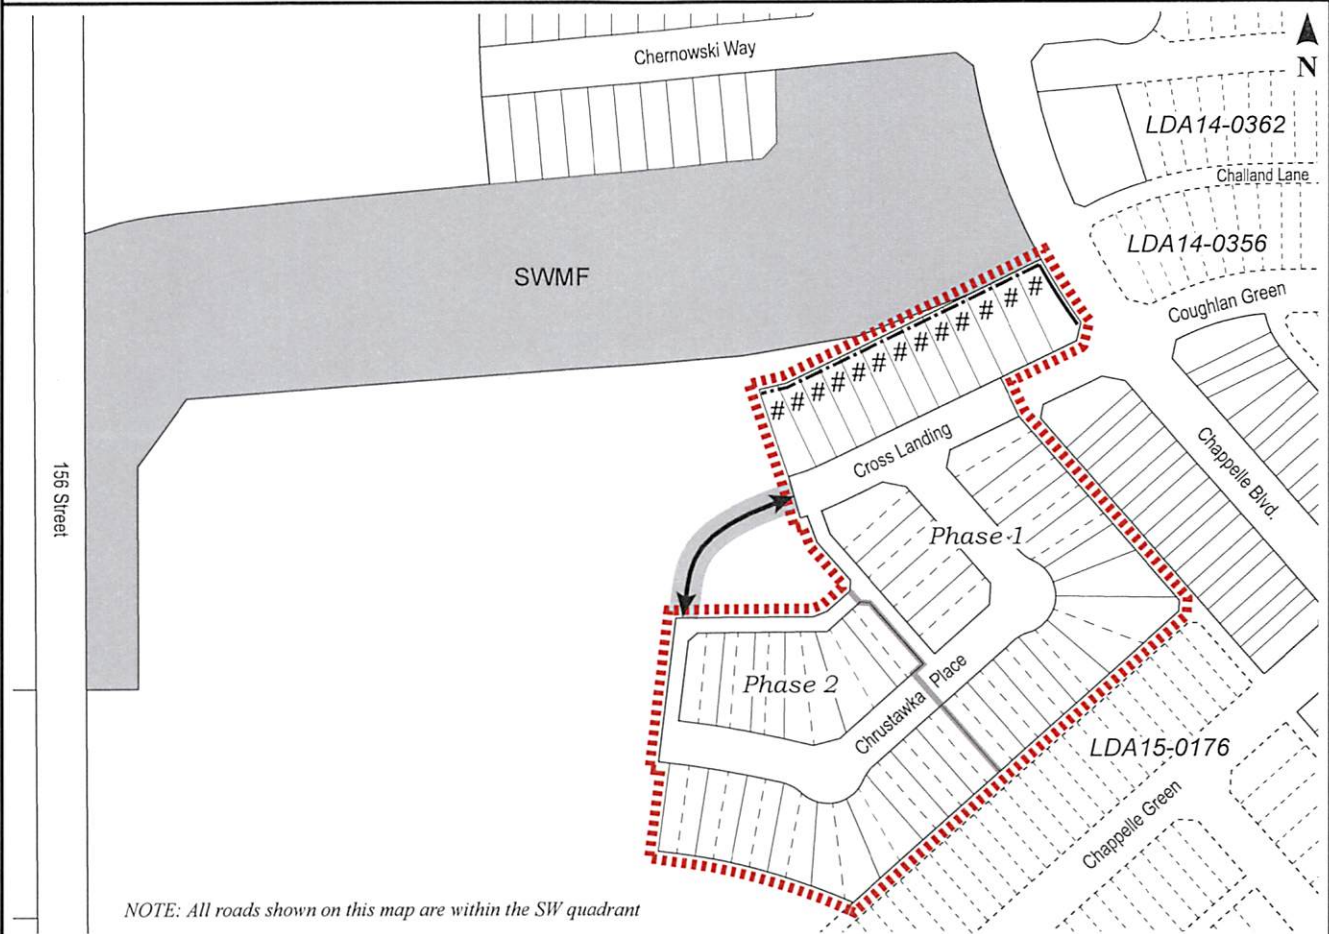 Chernowski Way
N
LDA14-0362
Challand Lane
LDA14-0356
SWMF
Coughlan Green
# # # # # # # # # # # #
Cross Landing
Chappelle Blvd.
156 Street
Phase 1
Phase 2
Chrustawka Place
LDA15-0176
Chappelle Green
NOTE: All roads shown on this map are within the SW quadrant